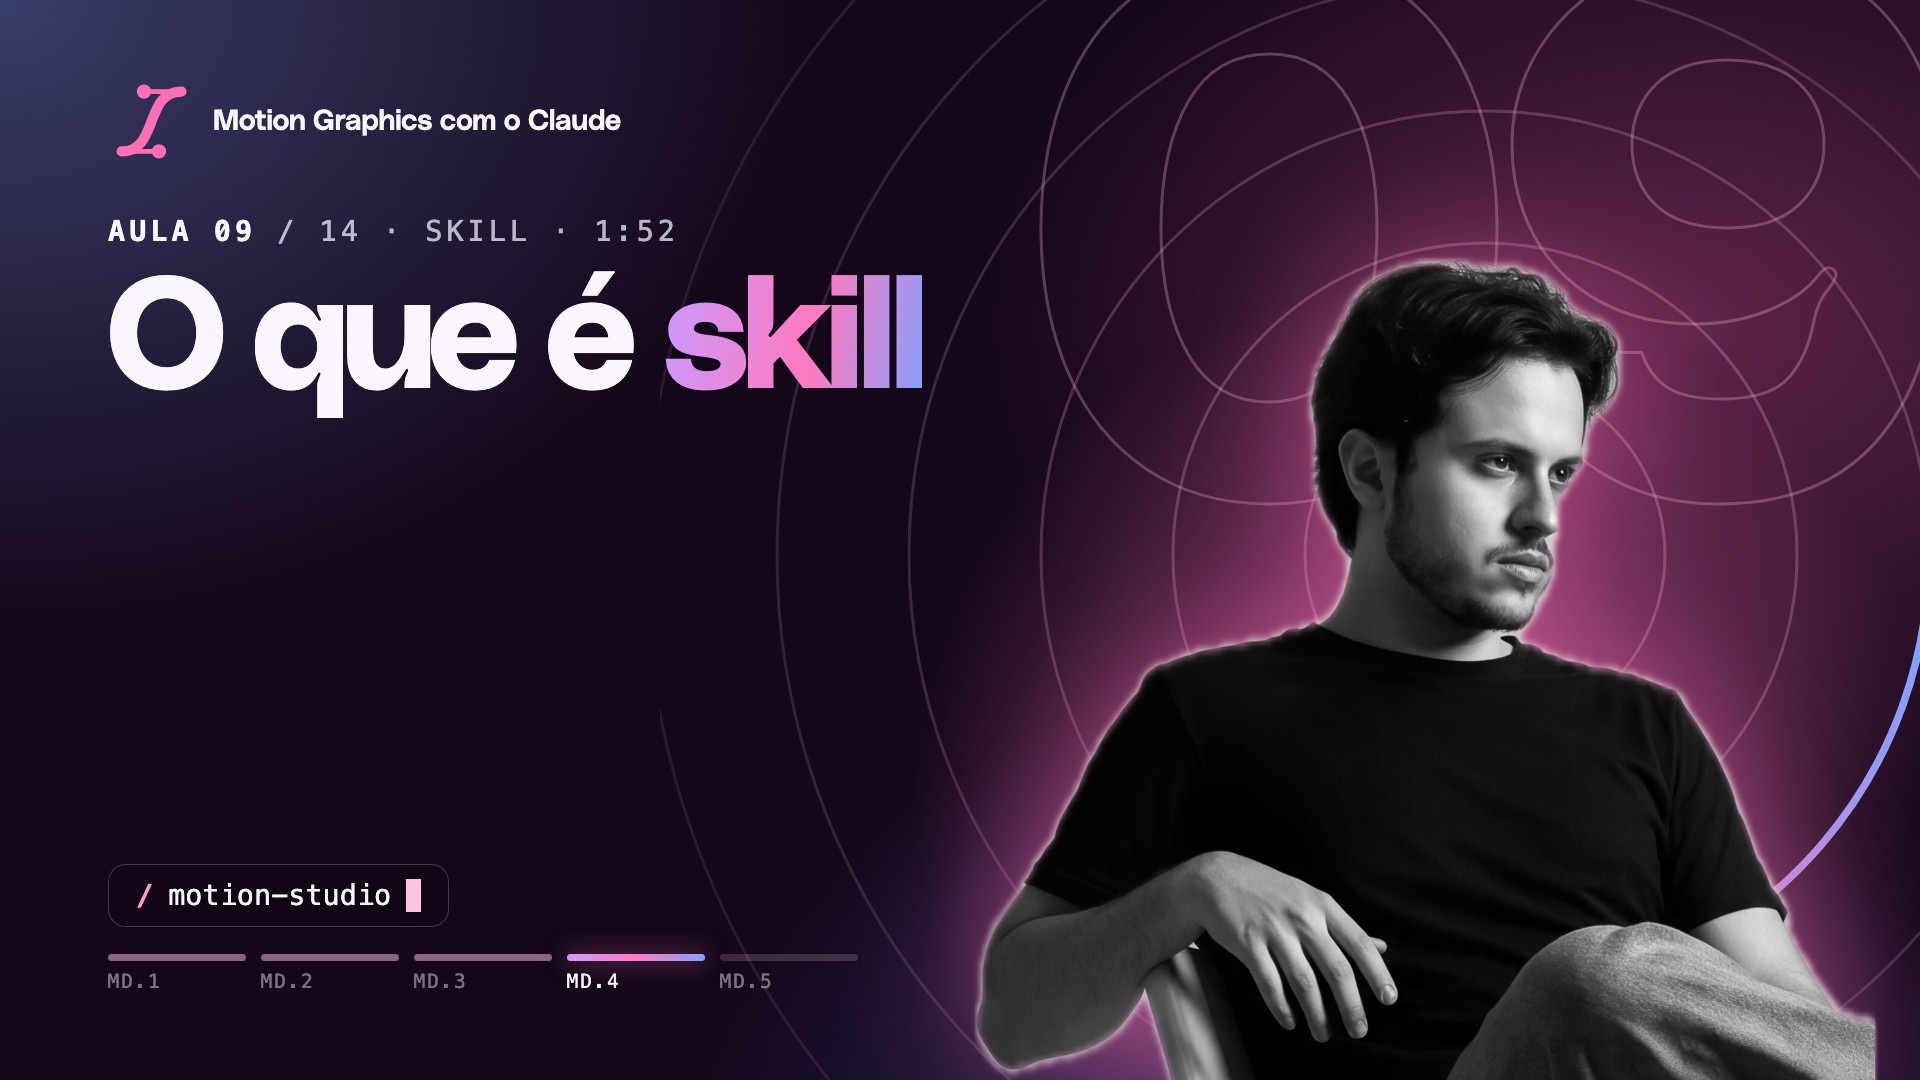 Motion Graphics com o Claude
AULA 09 / 14 · SKILL · 1:52
O que é skill
/ motion-studio
MD.1 MD.2 MD.3 MD.4 MD.5
09